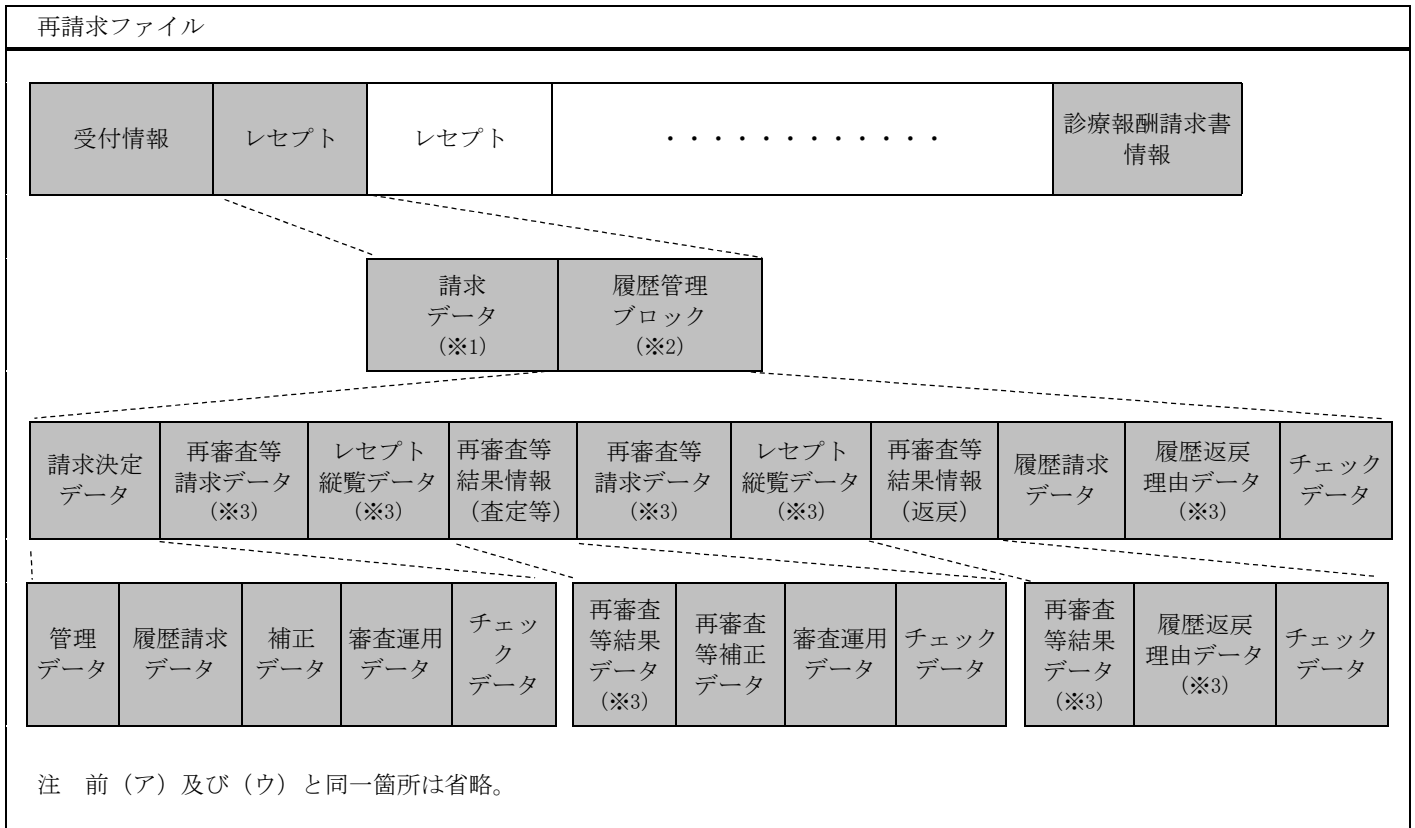 再請求ファイル
受付情報
レセプト
レセプト
・・・・・・・・・・・・
診療報酬請求書
情報
請求
データ
(※1)
履歴管理
ブロック
(※2)
請求決定
データ
再審査等
請求データ
(※3)
レセプト
縦覧データ
(※3)
再審査等
結果情報
（査定等）
再審査等
請求データ
(※3)
レセプト
縦覧データ
(※3)
再審査等
結果情報
（返戻）
履歴請求
データ
履歴返戻
理由データ
(※3)
チェック
データ
管理
データ
履歴請求
データ
補正
データ
審査運用
データ
チェッ
ク
データ
再審査
等結果
データ
(※3)
再審査
等補正
データ
審査運用
データ
チェック
データ
再審査
等結果
データ
(※3)
履歴返戻
理由データ
(※3)
チェック
データ
注　前（ア）及び（ウ）と同一箇所は省略。